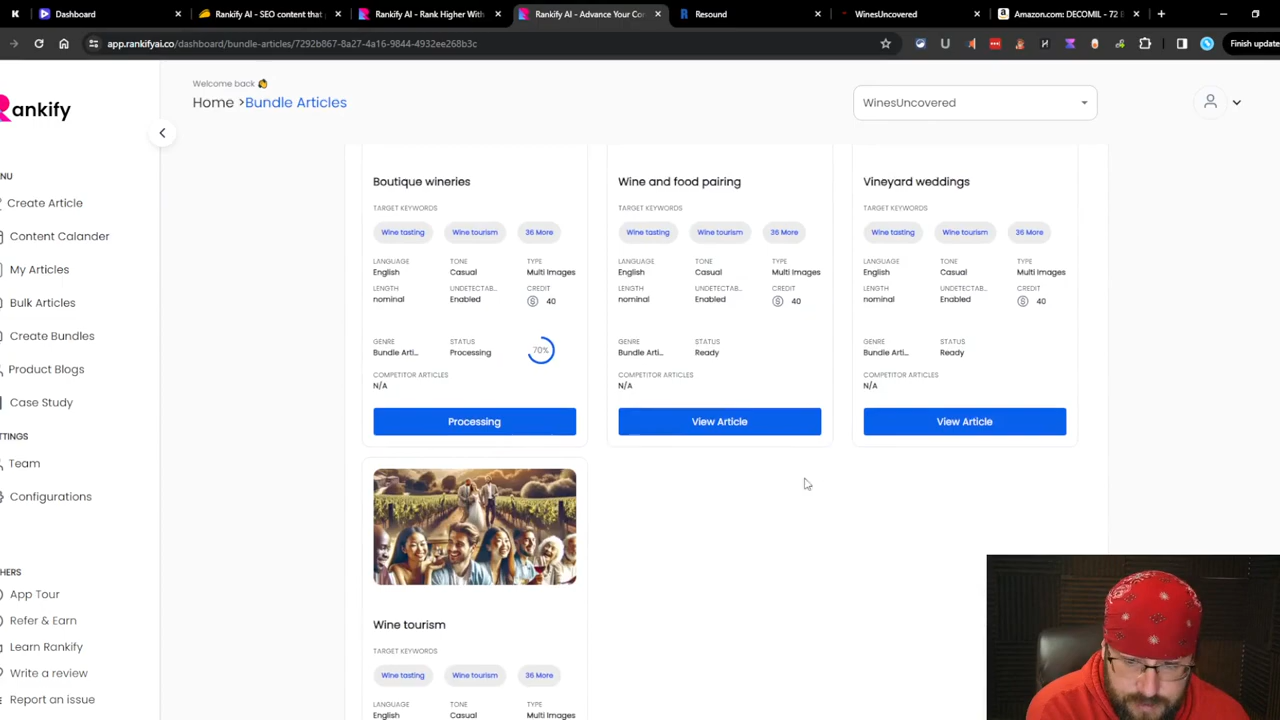 Dashboard
Rankify AI - SEO content that
Rankify AI - Rank Higher With
Rankify AI - Advance Your Con
Resound
WinesUncovered
Amazon.com: DECOMIL - 72 B
app.rankifyai.co/dashboard/bundle-articles/7292b867-8a27-4a16-9844-4932ee268b3c
Finish update
ankify
Welcome back
Home >Bundle Articles
WinesUncovered
NU
Create Article
Content Calander
My Articles
Bulk Articles
Create Bundles
Product Blogs
Case Study
TTINGS
Team
Configurations
HERS
App Tour
Refer & Earn
Learn Rankify
Write a review
Report an issue
Boutique wineries
TARGET KEYWORDS
Wine tasting Wine tourism 36 More
LANGUAGE TONE TYPE
English Casual Multi Images
LENGTH UNDETECTAB... CREDIT
nominal Enabled 40
GENRE STATUS
Bundle Arti... Processing 70%
COMPETITOR ARTICLES
N/A
Processing
Wine and food pairing
TARGET KEYWORDS
Wine tasting Wine tourism 36 More
LANGUAGE TONE TYPE
English Casual Multi Images
LENGTH UNDETECTAB... CREDIT
nominal Enabled 40
GENRE STATUS
Bundle Arti... Ready
COMPETITOR ARTICLES
N/A
View Article
Vineyard weddings
TARGET KEYWORDS
Wine tasting Wine tourism 36 More
LANGUAGE TONE TYPE
English Casual Multi Images
LENGTH UNDETECTAB... CREDIT
nominal Enabled 40
GENRE STATUS
Bundle Arti... Ready
COMPETITOR ARTICLES
N/A
View Article
Wine tourism
TARGET KEYWORDS
Wine tasting Wine tourism 36 More
LANGUAGE TONE TYPE
English Casual Multi Images